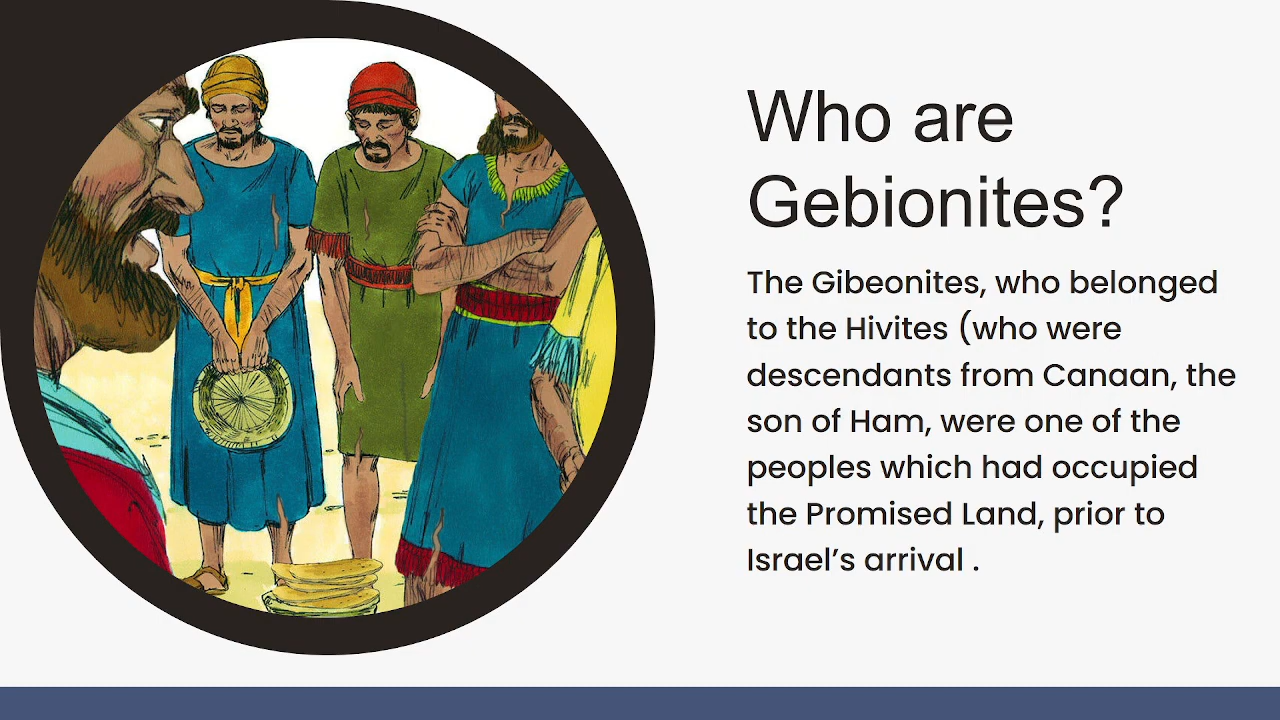 Who are
Gebionites?
The Gibeonites, who belonged
to the Hivites (who were
descendants from Canaan, the
son of Ham, were one of the
peoples which had occupied
the Promised Land, prior to
Israel’s arrival .